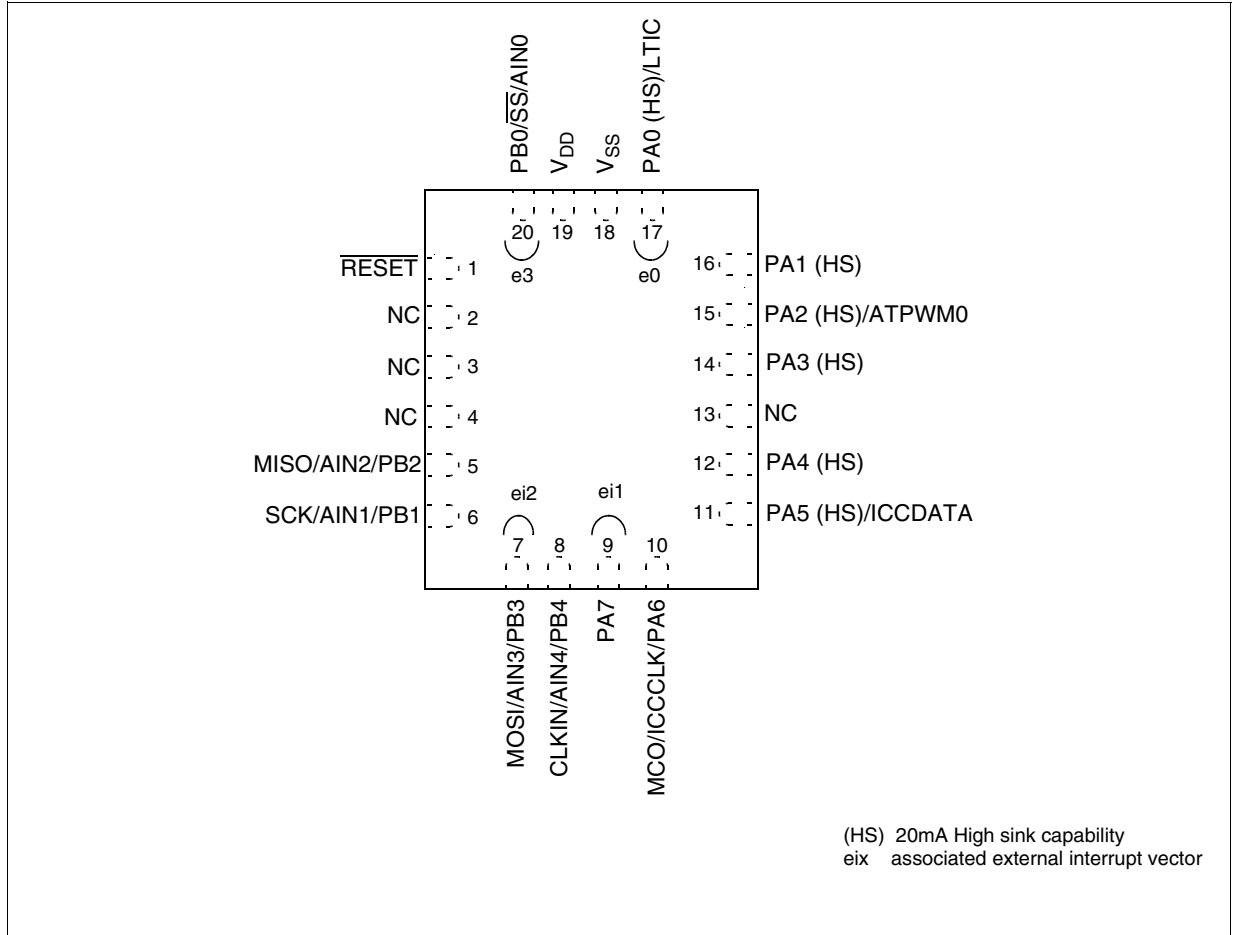 PB0/SS/AIN0
VDD
VSS
PA0 (HS)/LTIC
20
19
18
17
e3
e0
RESET
1
NC
2
NC
3
NC
4
MISO/AIN2/PB2
5
SCK/AIN1/PB1
6
16
PA1 (HS)
15
PA2 (HS)/ATPWM0
14
PA3 (HS)
13
NC
12
PA4 (HS)
11
PA5 (HS)/ICCDATA
ei2
ei1
7
8
9
10
MOSI/AIN3/PB3
CLKIN/AIN4/PB4
PA7
MCO/ICCCLK/PA6
(HS) 20mA High sink capability
eix associated external interrupt vector